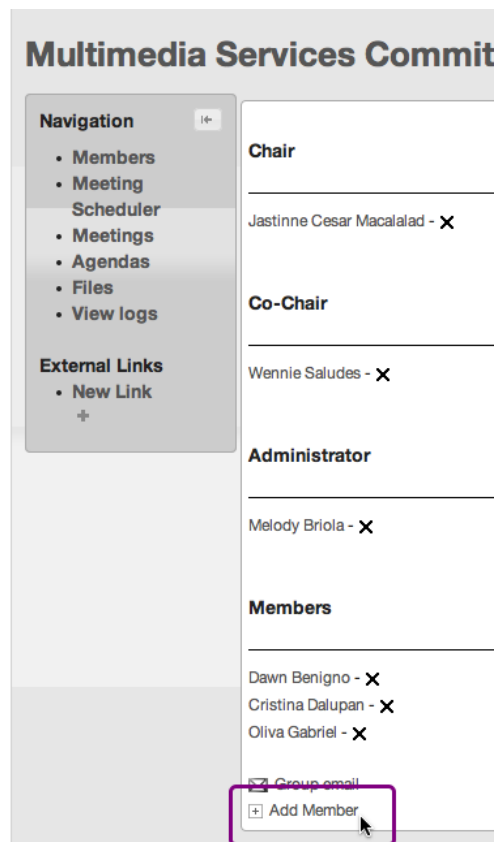 Multimedia Services Commit
Navigation
Members
Meeting
Scheduler
Meetings
Agendas
Files
View logs
External Links
New Link
Chair
Jastinne Cesar Macalalad -
Co-Chair
Wennie Saludes -
Administrator
Melody Briola -
Members
Dawn Benigno -
Cristina Dalupan -
Oliva Gabriel -
Group email
Add Member